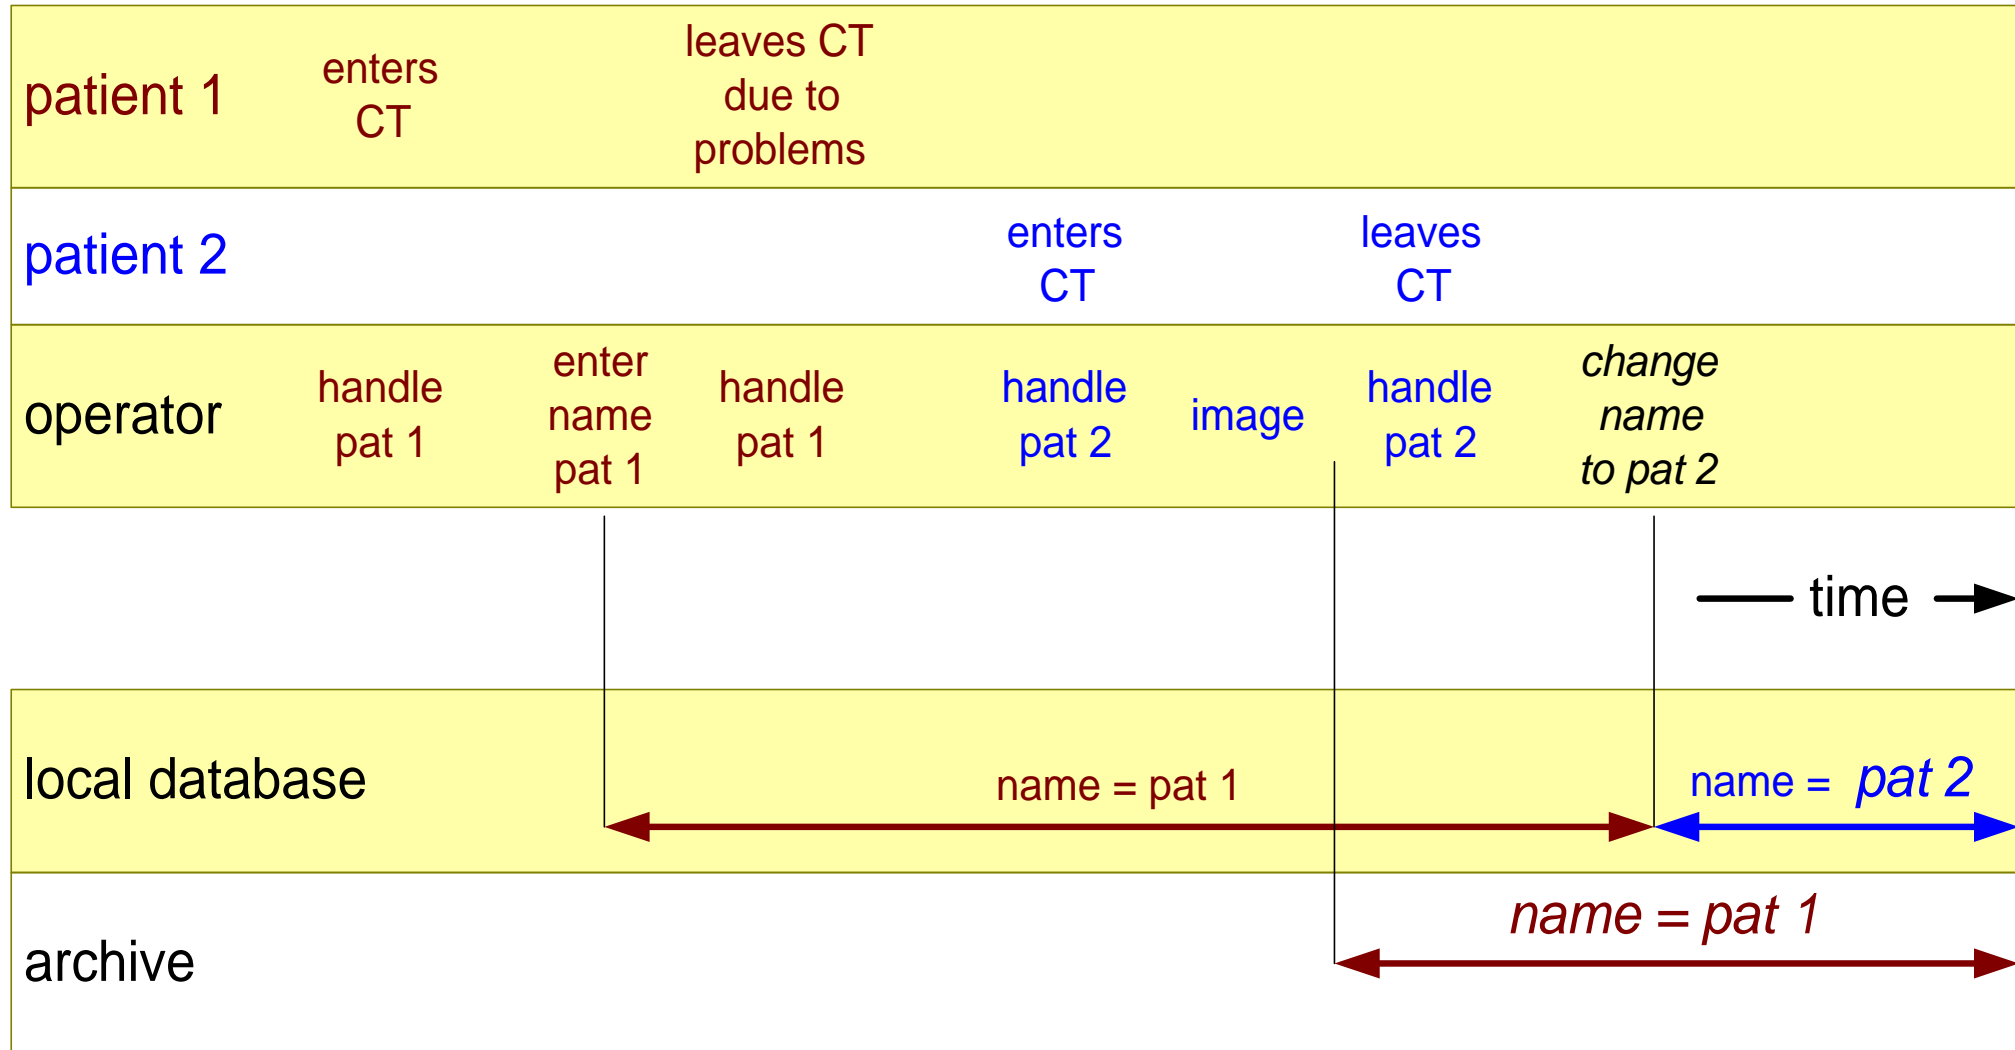 patient 1
enters
CT
leaves CT
due to
problems
patient 2
enters
CT
leaves
CT
operator
handle
pat 1
enter
name
pat 1
handle
pat 1
handle
pat 2
image
handle
pat 2
change
name
to pat 2
time
local database
name = pat 1
name = pat 2
archive
name = pat 1